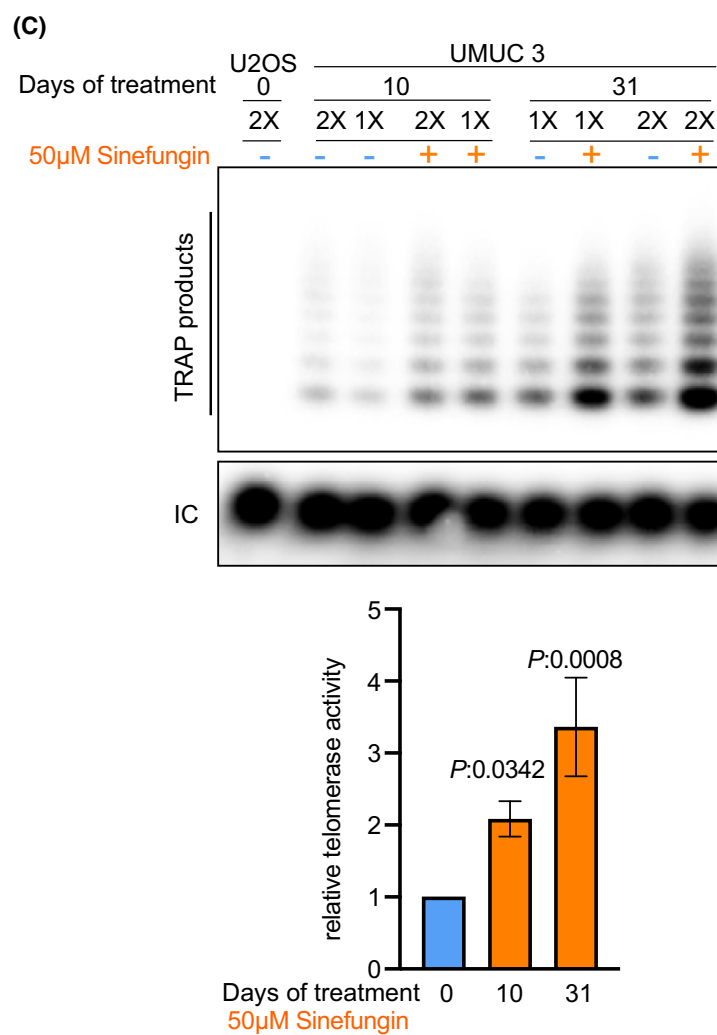 (C)
U2OS UMUC 3
Days of treatment 0 10 31
2X 2X 1X 2X 1X 1X 1X 2X 2X
50µM Sinefungin - - - + + - + - +
TRAP products
IC
relative telomerase activity
5
4
3
2
1
0
P:0.0342
P:0.0008
Days of treatment 0 10 31
50µM Sinefungin